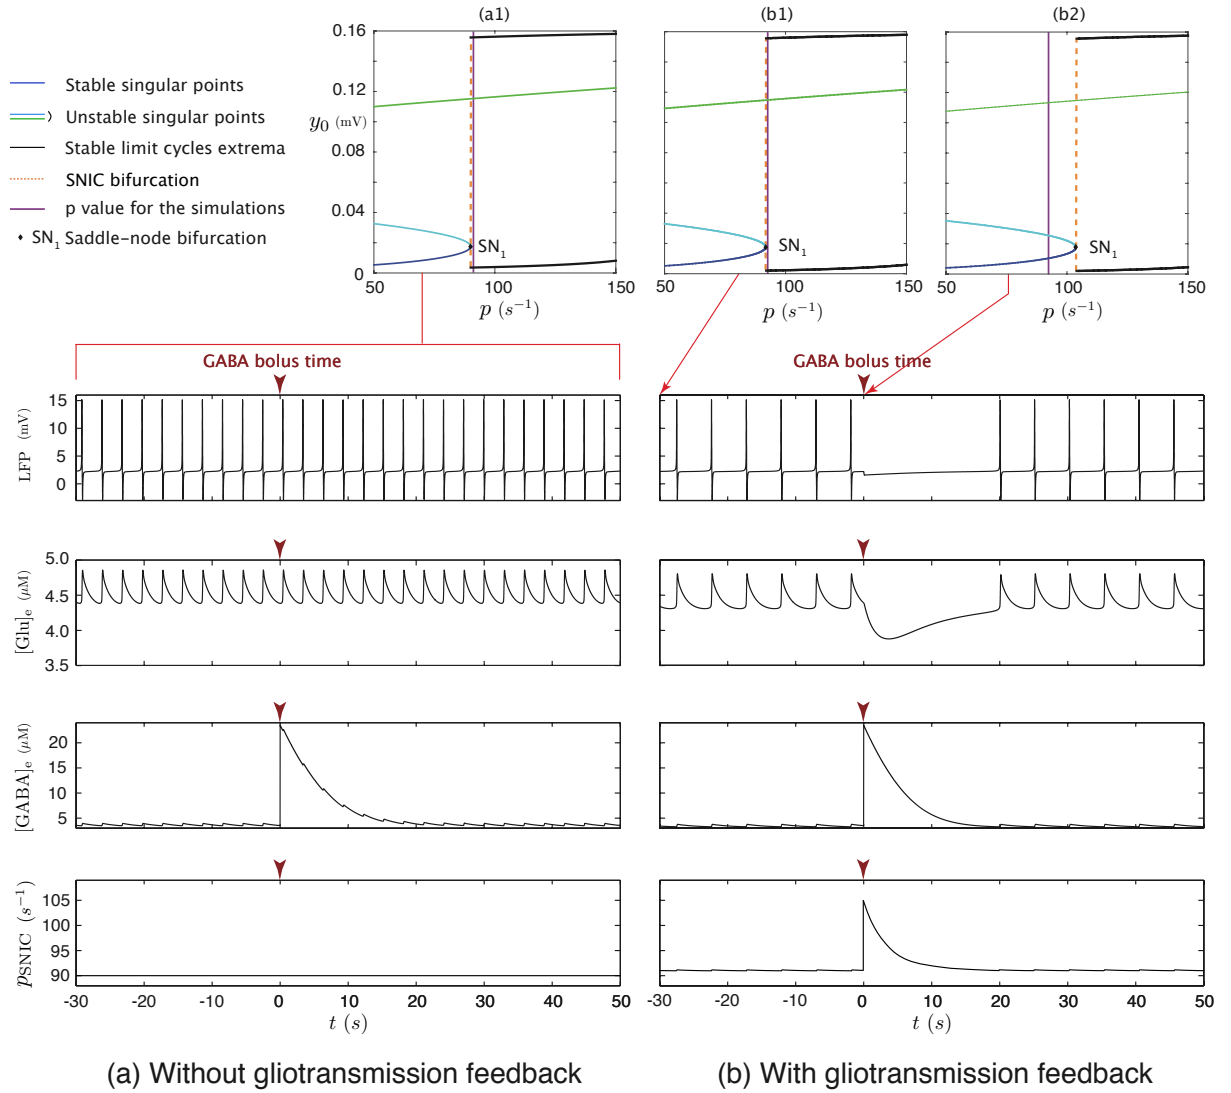 (a1)
(b1)
(b2)
Stable singular points
Unstable singular points
Stable limit cycles extrema
SNIC bifurcation
p value for the simulations
SN1 Saddle-node bifurcation
0.16
0.12
y0 (mV)
0.08
0.04
0
SN1
SN1
SN1
50 100 150
50 100 150
50 100 150
p (s−1)
p (s−1)
p (s−1)
GABA bolus time
GABA bolus time
LFP (mV)
15
10
5
0
[Glu]e (μM)
5.0
4.5
4.0
3.5
[GABA]e (μM)
20
15
10
5
pSNIC (s−1)
105
100
95
90
-30 -20 -10 0 10 20 30 40 50
-30 -20 -10 0 10 20 30 40 50
t (s)
t (s)
(a) Without gliotransmission feedback
(b) With gliotransmission feedback